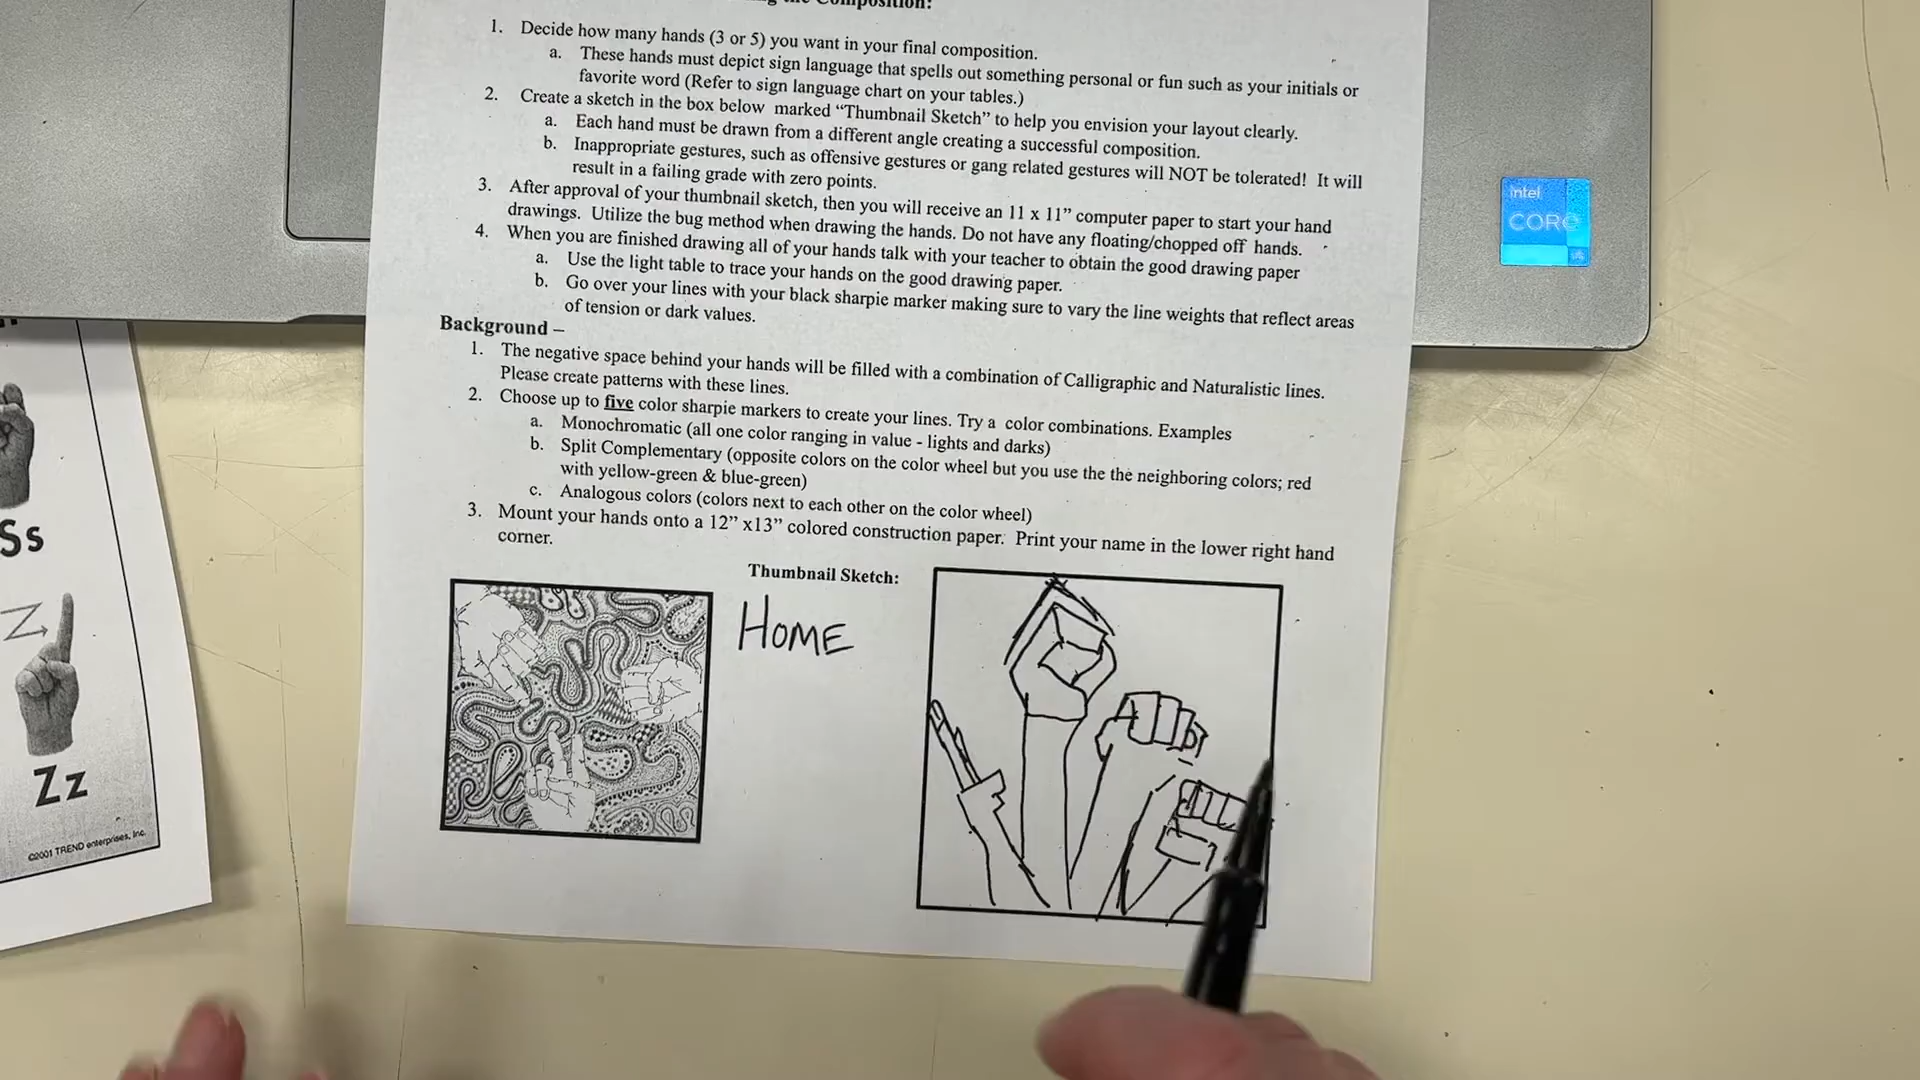 the Composition:
1. Decide how many hands (3 or 5) you want in your final composition.
a. These hands must depict sign language that spells out something personal or fun such as your initials or
favorite word (Refer to sign language chart on your tables.)
2. Create a sketch in the box below marked “Thumbnail Sketch” to help you envision your layout clearly.
a. Each hand must be drawn from a different angle creating a successful composition.
b. Inappropriate gestures, such as offensive gestures or gang related gestures will NOT be tolerated! It will
result in a failing grade with zero points.
3. After approval of your thumbnail sketch, then you will receive an 11 x 11” computer paper to start your hand
drawings. Utilize the bug method when drawing the hands. Do not have any floating/chopped off hands.
4. When you are finished drawing all of your hands talk with your teacher to obtain the good drawing paper
a. Use the light table to trace your hands on the good drawing paper.
b. Go over your lines with your black sharpie marker making sure to vary the line weights that reflect areas
of tension or dark values.
Background –
1. The negative space behind your hands will be filled with a combination of Calligraphic and Naturalistic lines.
Please create patterns with these lines.
2. Choose up to five color sharpie markers to create your lines. Try a color combinations. Examples
a. Monochromatic (all one color ranging in value - lights and darks)
b. Split Complementary (opposite colors on the color wheel but you use the the neighboring colors; red
with yellow-green & blue-green)
c. Analogous colors (colors next to each other on the color wheel)
3. Mount your hands onto a 12” x13” colored construction paper. Print your name in the lower right hand
corner.
Thumbnail Sketch:
HOME
Ss
Z
Zz
©2001 TREND enterprises, Inc.
intel
CORE